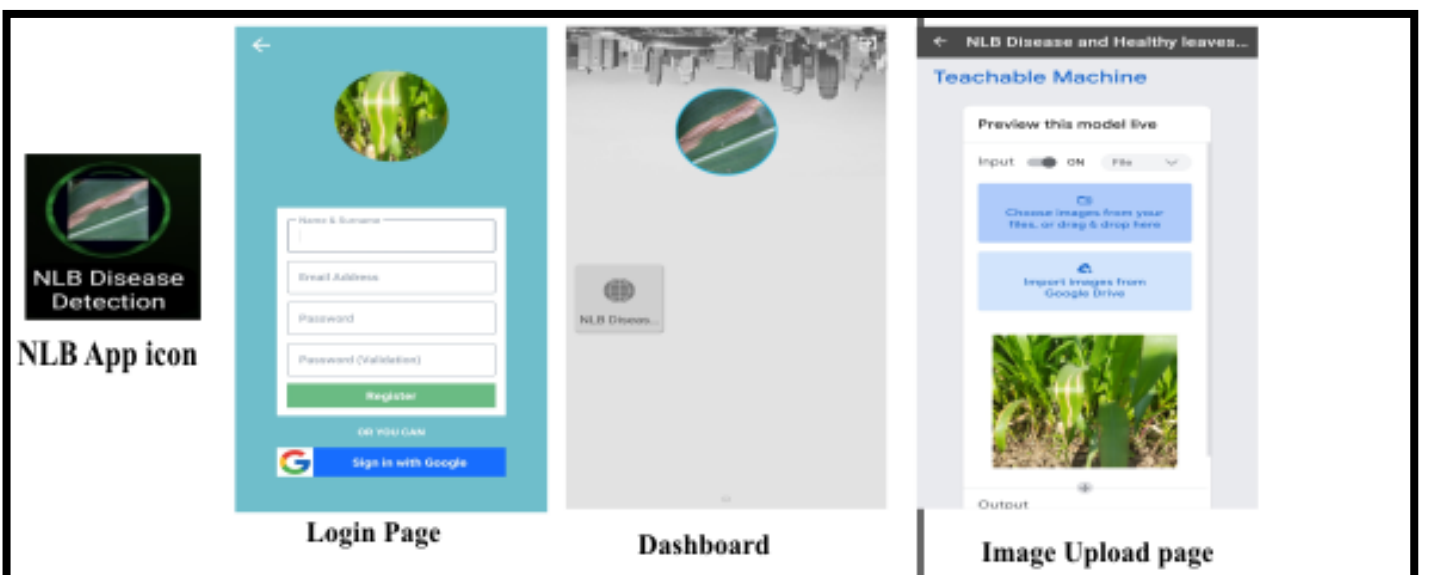 NLB Disease
Detection
NLB App icon
Name & Surname
Email Address
Password
Password (Validation)
Register
OR YOU CAN
Sign in with Google
Login Page
NLB Diseas...
Dashboard
NLB Disease and Healthy leaves...
Teachable Machine
Preview this model live
Input ON File
Choose images from your
files, or drag & drop here
Import images from
Google Drive
Output
Image Upload page